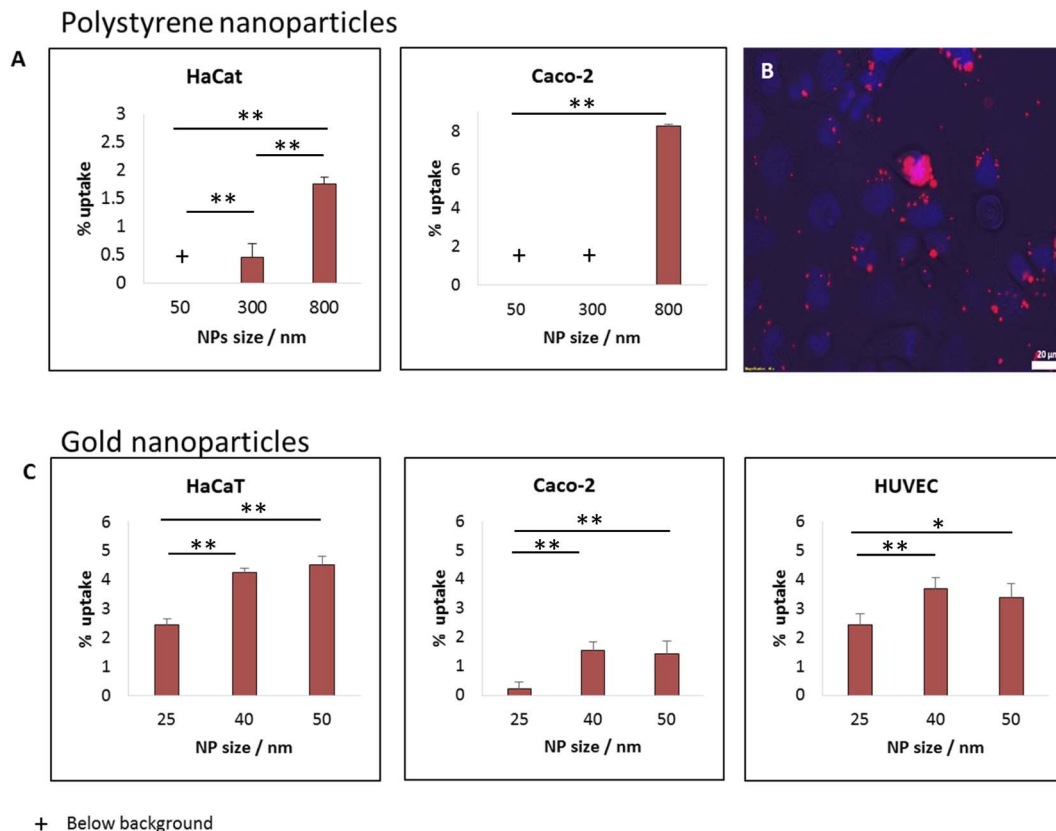 Polystyrene nanoparticles
A
HaCat
3
2.5
2
1.5
1
0.5
0
% uptake
**
**
**
+
50 300 800
NPs size / nm
Caco-2
8
6
4
2
0
% uptake
**
+ +
50 300 800
NP size / nm
B
20 µm
Gold nanoparticles
C
HaCaT
6
5
4
3
2
1
0
% uptake
**
**
25 40 50
NP size / nm
Caco-2
6
5
4
3
2
1
0
% uptake
**
**
25 40 50
NP size / nm
HUVEC
6
5
4
3
2
1
0
% uptake
*
**
25 40 50
NP size / nm
+ Below background